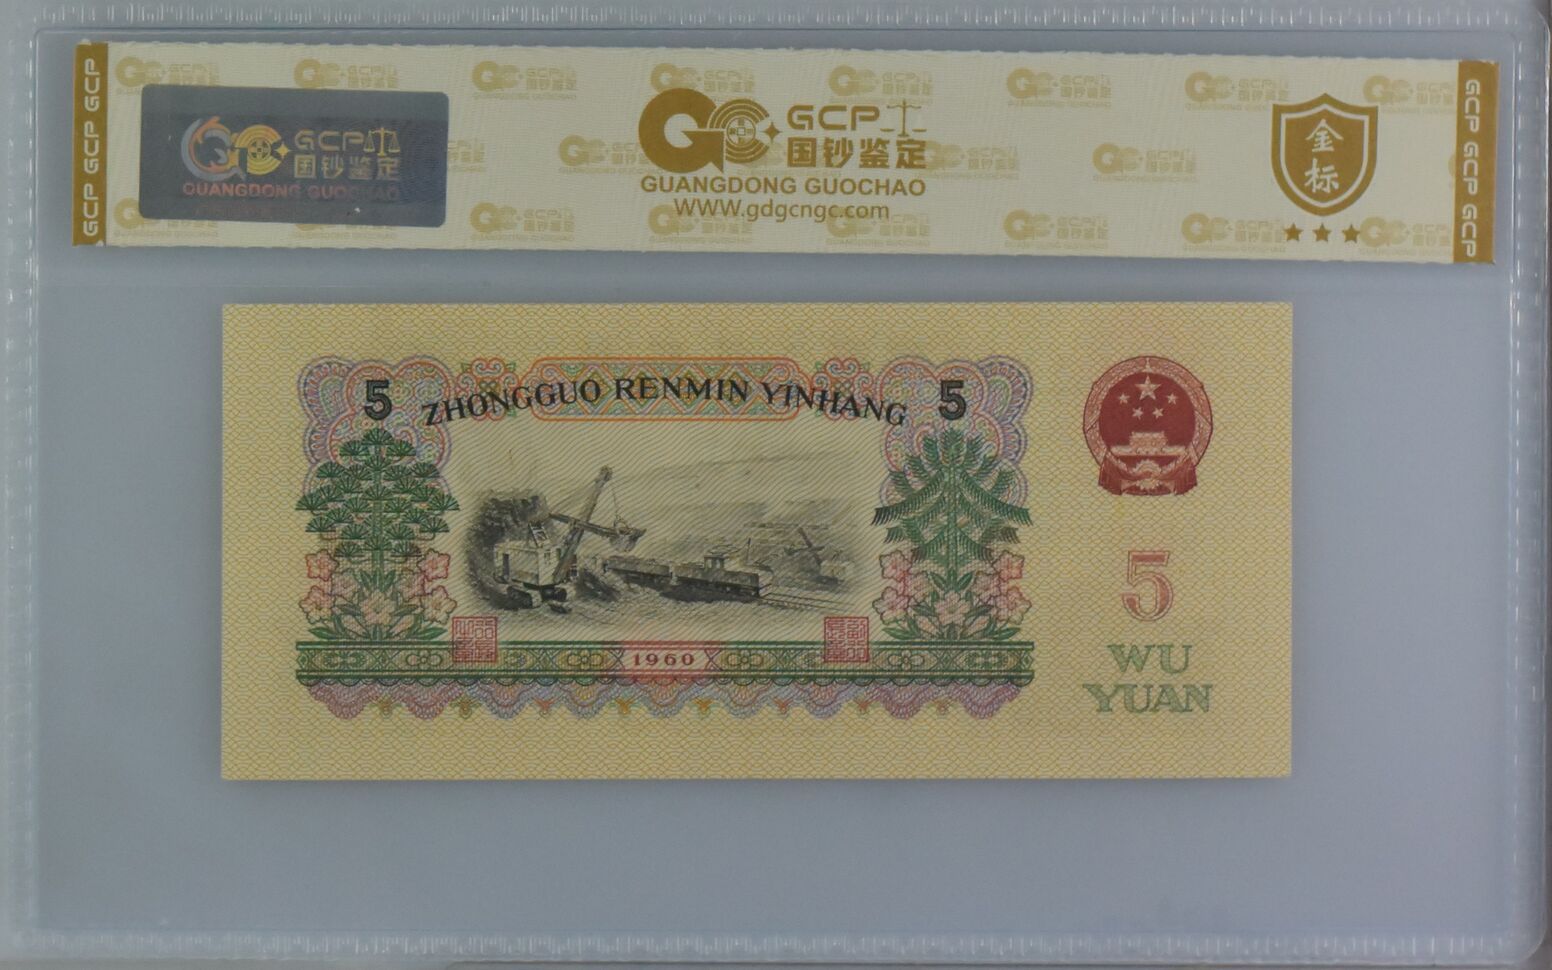 GCP GCP GCP
GCP
国钞鉴定
GUANGDONG GUOCHAO
GCP
国钞鉴定
GUANGDONG GUOCHAO
WWW.gdgcngc.com
金标
GCP GCP GCP
5
ZHONGGUO RENMIN YINHANG
5
1960
5
WU
YUAN